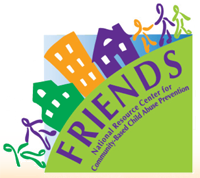 FRIENDS
National Resource Center for
Community-Based Child Abuse Prevention